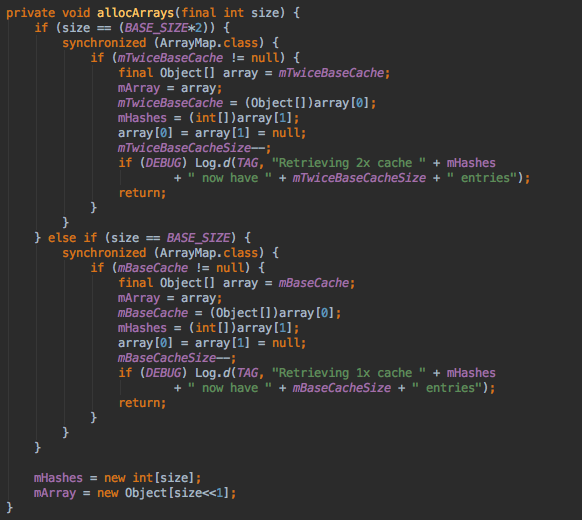 private void allocArrays(final int size) {
    if (size == (BASE_SIZE*2)) {
        synchronized (ArrayMap.class) {
            if (mTwiceBaseCache != null) {
                final Object[] array = mTwiceBaseCache;
                mArray = array;
                mTwiceBaseCache = (Object[])array[0];
                mHashes = (int[])array[1];
                array[0] = array[1] = null;
                mTwiceBaseCacheSize--;
                if (DEBUG) Log.d(TAG, "Retrieving 2x cache " + mHashes
                        + " now have " + mTwiceBaseCacheSize + " entries");
                return;
            }
        }
    } else if (size == BASE_SIZE) {
        synchronized (ArrayMap.class) {
            if (mBaseCache != null) {
                final Object[] array = mBaseCache;
                mArray = array;
                mBaseCache = (Object[])array[0];
                mHashes = (int[])array[1];
                array[0] = array[1] = null;
                mBaseCacheSize--;
                if (DEBUG) Log.d(TAG, "Retrieving 1x cache " + mHashes
                        + " now have " + mBaseCacheSize + " entries");
                return;
            }
        }
    }

    mHashes = new int[size];
    mArray = new Object[size<<1];
}